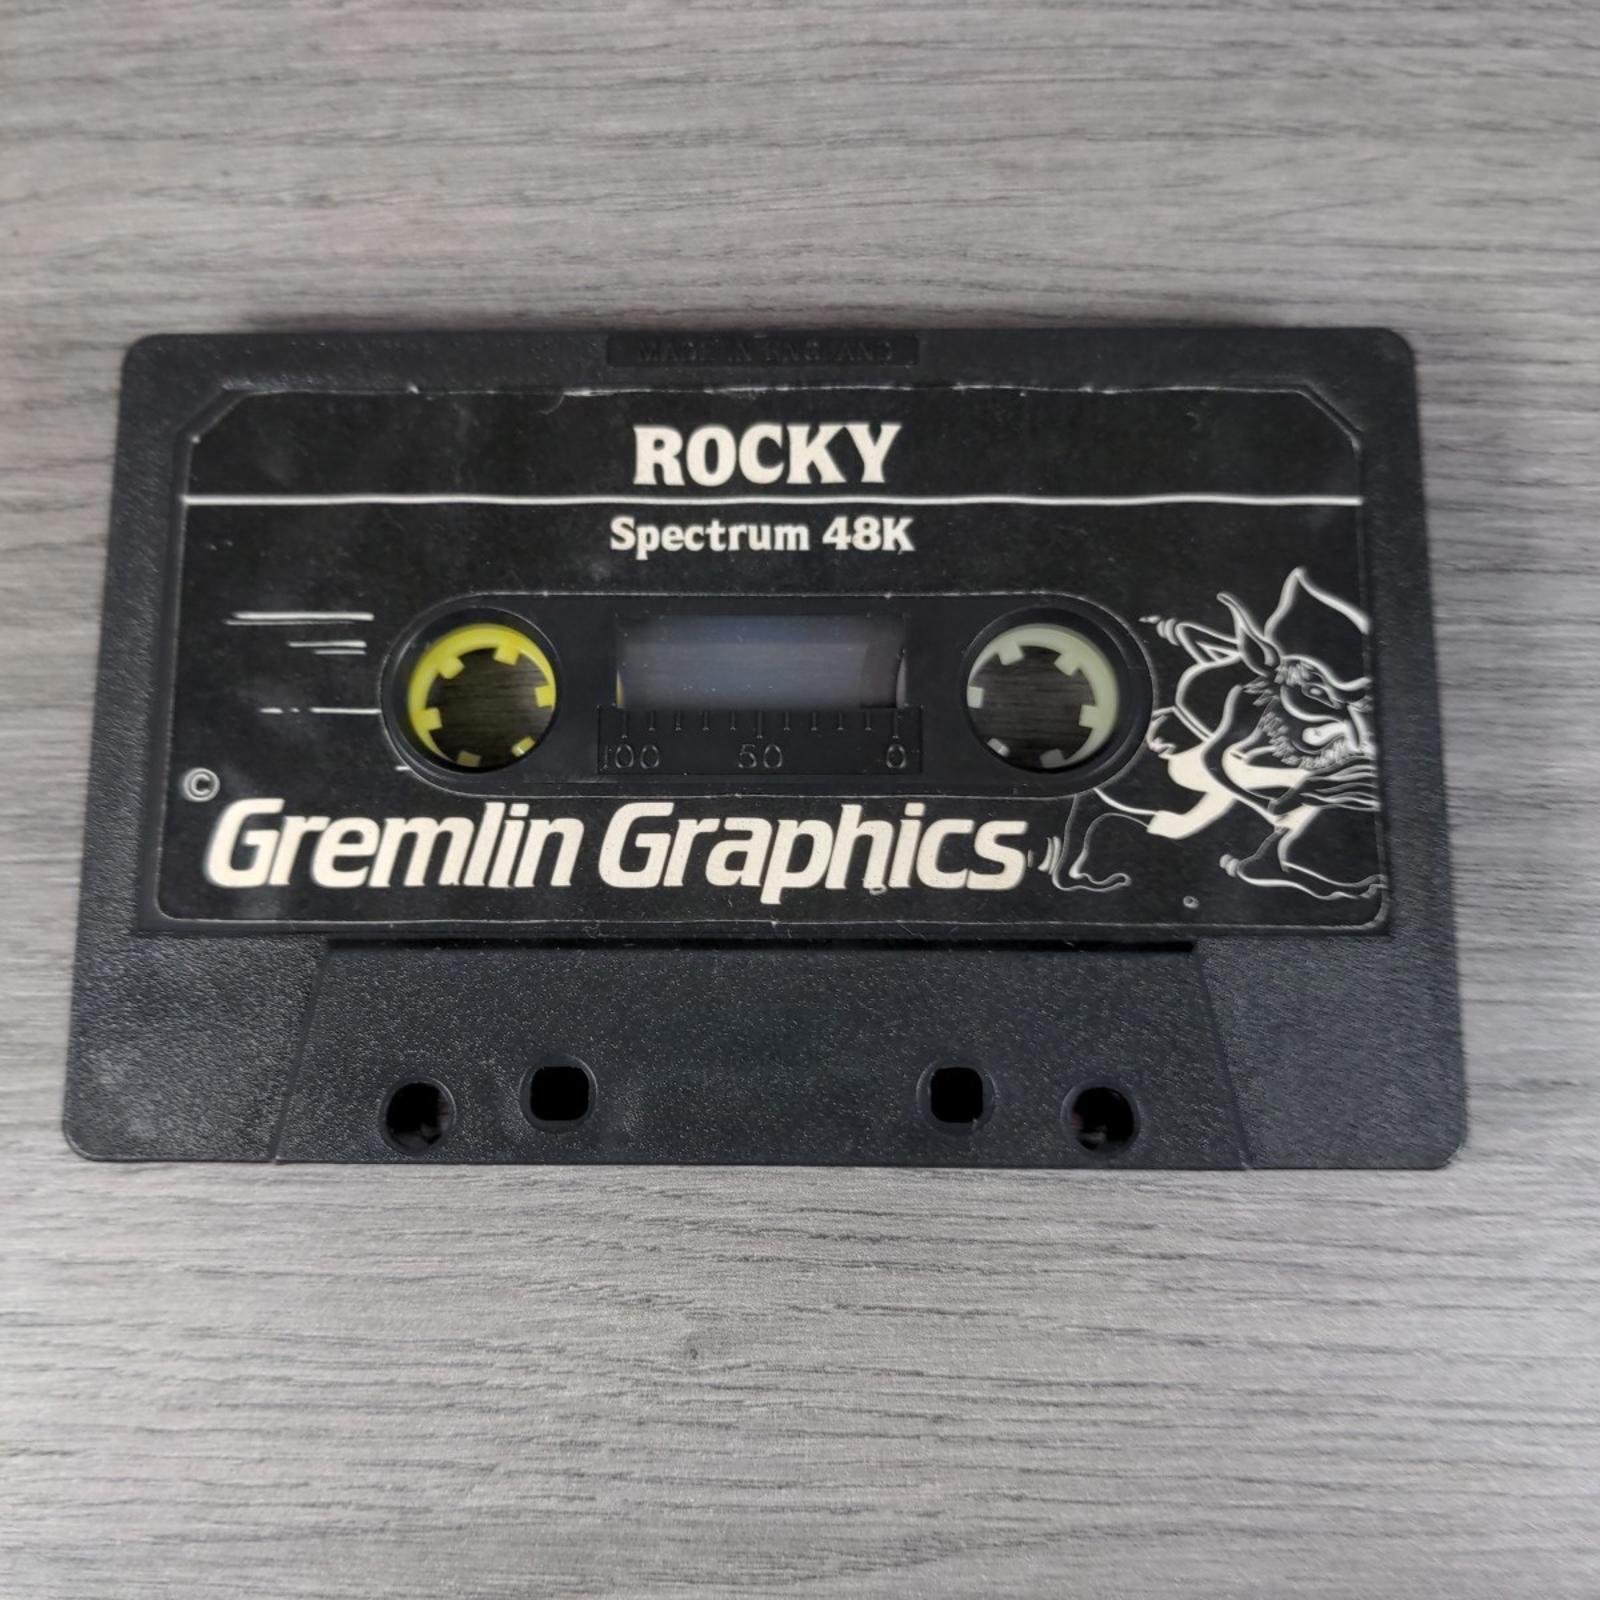 MADE IN ENGLAND
ROCKY
Spectrum 48K
100 50 0
©
Gremlin Graphics